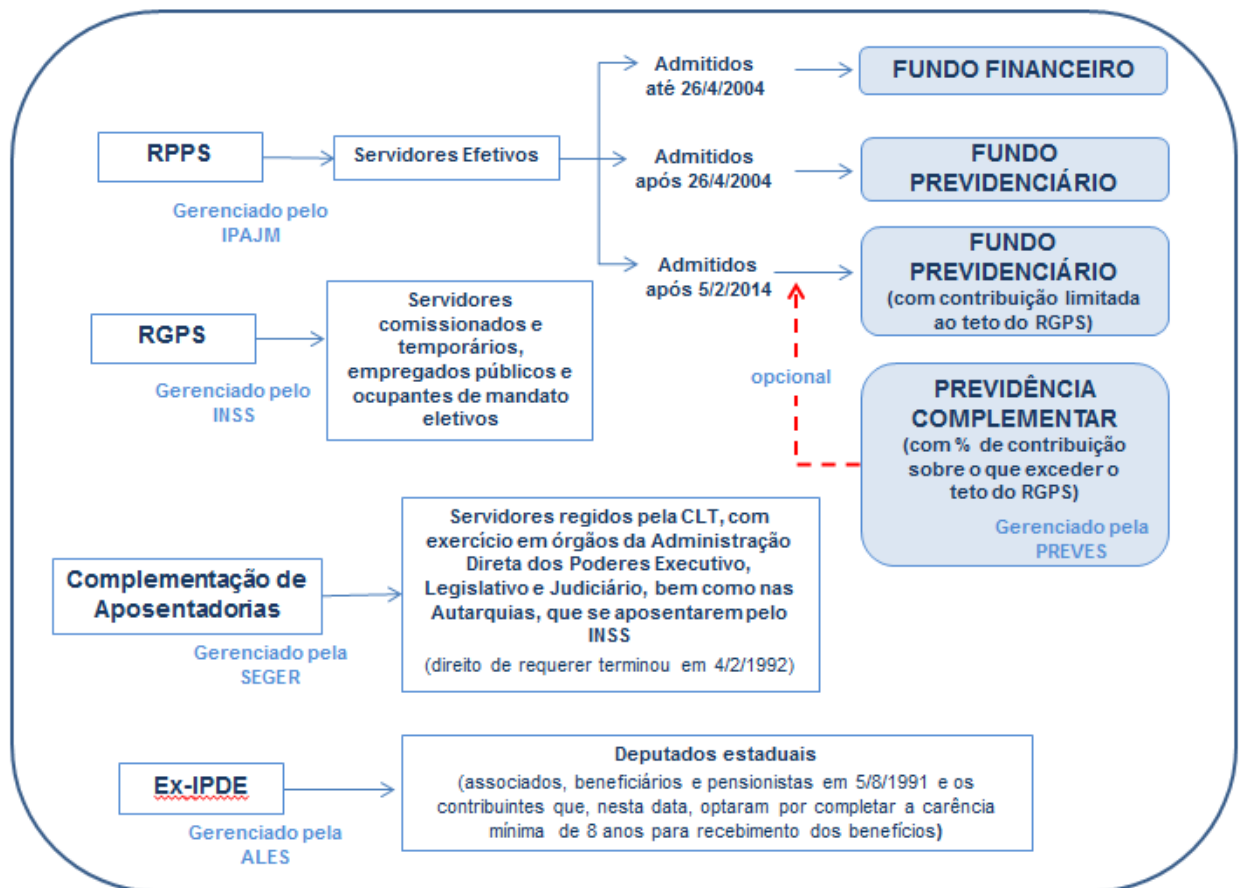 RPPS
Gerenciado pelo
IPAJM
Servidores Efetivos
Admitidos
até 26/4/2004
FUNDO FINANCEIRO
Admitidos
após 26/4/2004
FUNDO
PREVIDENCIÁRIO
Admitidos
após 5/2/2014
FUNDO
PREVIDENCIÁRIO
(com contribuição limitada
ao teto do RGPS)
opcional
PREVIDÊNCIA
COMPLEMENTAR
(com % de contribuição
sobre o que exceder o
teto do RGPS)
Gerenciado pela
PREVES
RGPS
Gerenciado pelo
INSS
Servidores
comissionados e
temporários,
empregados públicos e
ocupantes de mandato
eletivos
Complementação de
Aposentadorias
Gerenciado pela
SEGER
Servidores regidos pela CLT, com
exercício em órgãos da Administração
Direta dos Poderes Executivo,
Legislativo e Judiciário, bem como nas
Autarquias, que se aposentarem pelo
INSS
(direito de requerer terminou em 4/2/1992)
Ex-IPDE
Gerenciado pela
ALES
Deputados estaduais
(associados, beneficiários e pensionistas em 5/8/1991 e os
contribuintes que, nesta data, optaram por completar a carência
mínima de 8 anos para recebimento dos benefícios)